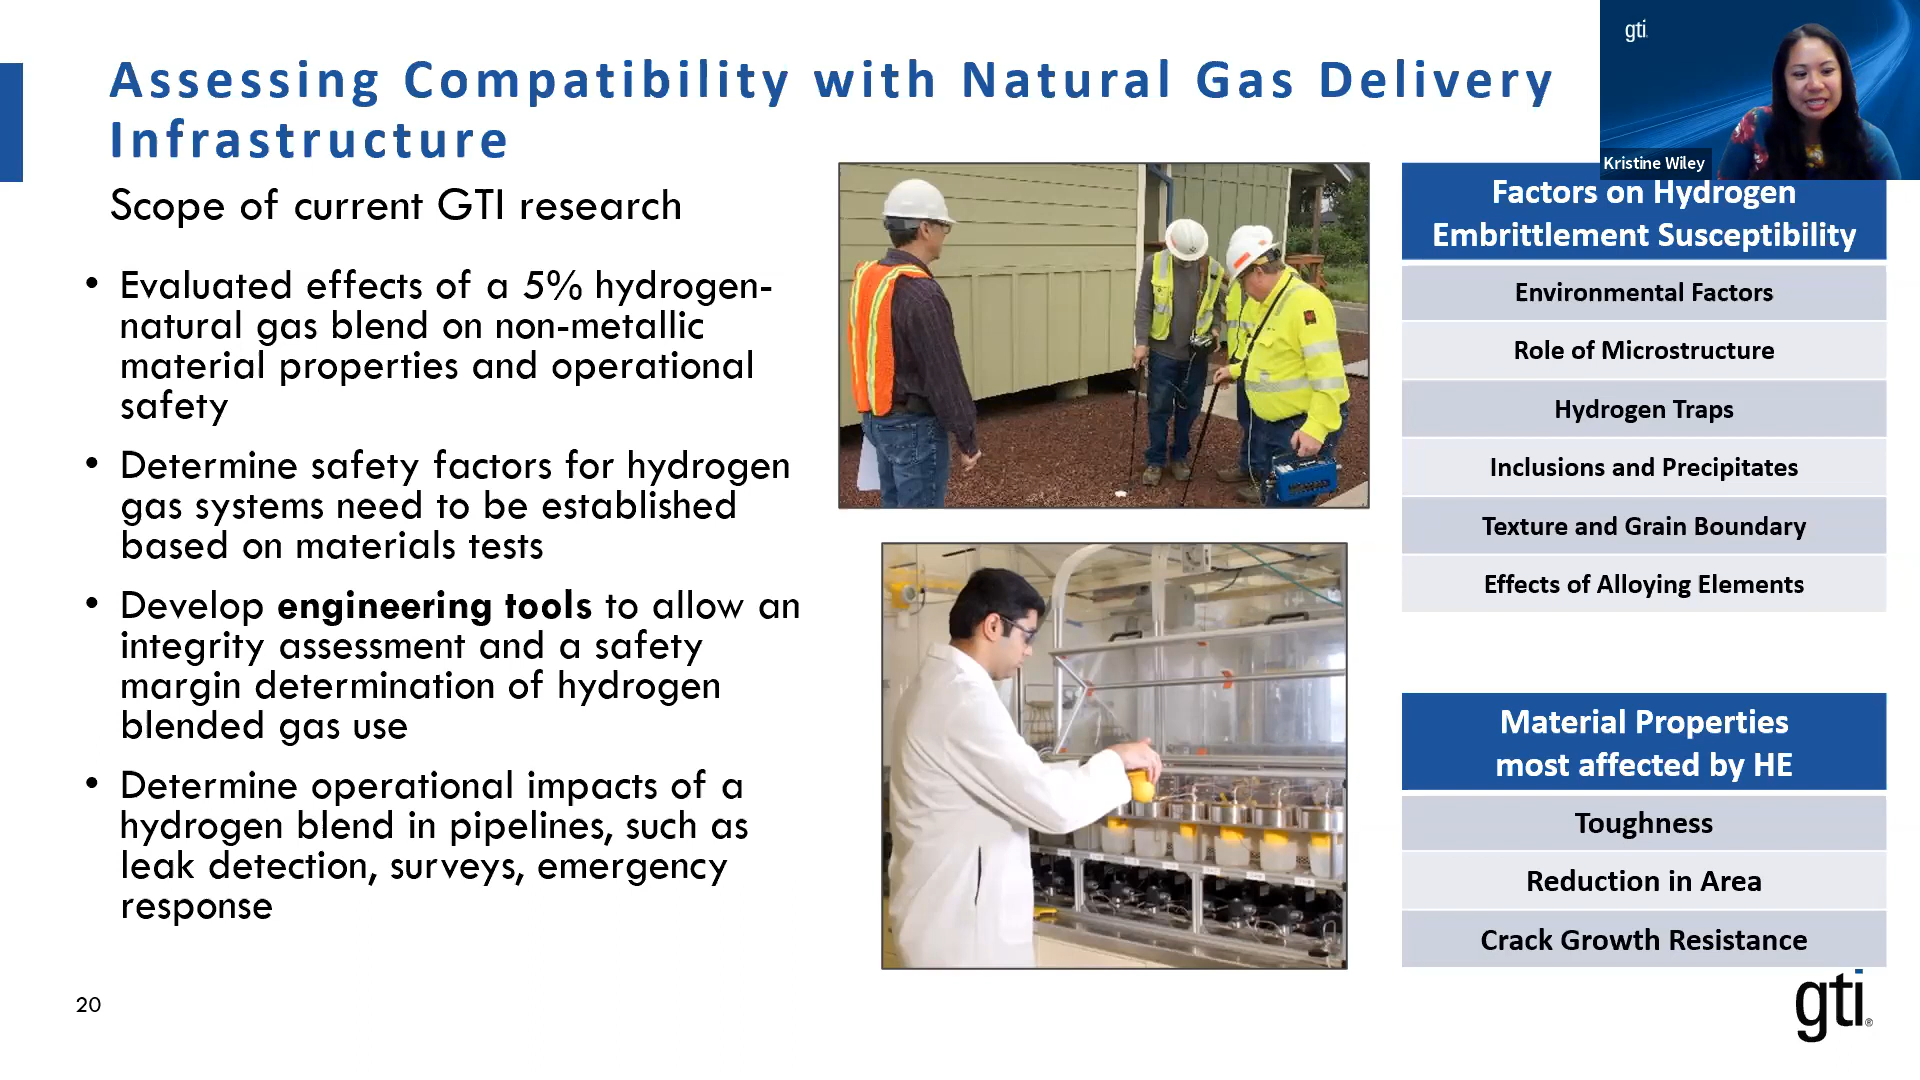 Assessing Compatibility with Natural Gas Delivery
Infrastructure
Scope of current GTI research
• Evaluated effects of a 5% hydrogen-
natural gas blend on non-metallic
material properties and operational
safety
• Determine safety factors for hydrogen
gas systems need to be established
based on materials tests
• Develop engineering tools to allow an
integrity assessment and a safety
margin determination of hydrogen
blended gas use
• Determine operational impacts of a
hydrogen blend in pipelines, such as
leak detection, surveys, emergency
response
20
gti
Kristine Wiley
Factors on Hydrogen
Embrittlement Susceptibility
Environmental Factors
Role of Microstructure
Hydrogen Traps
Inclusions and Precipitates
Texture and Grain Boundary
Effects of Alloying Elements
Material Properties
most affected by HE
Toughness
Reduction in Area
Crack Growth Resistance
gti®